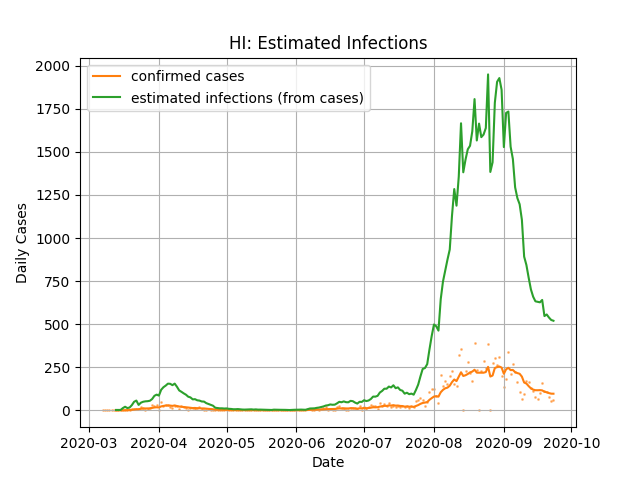 HI: Estimated Infections
confirmed cases
estimated infections (from cases)
Daily Cases
2000
1750
1500
1250
1000
750
500
250
0
2020-03 2020-04 2020-05 2020-06 2020-07 2020-08 2020-09 2020-10
Date